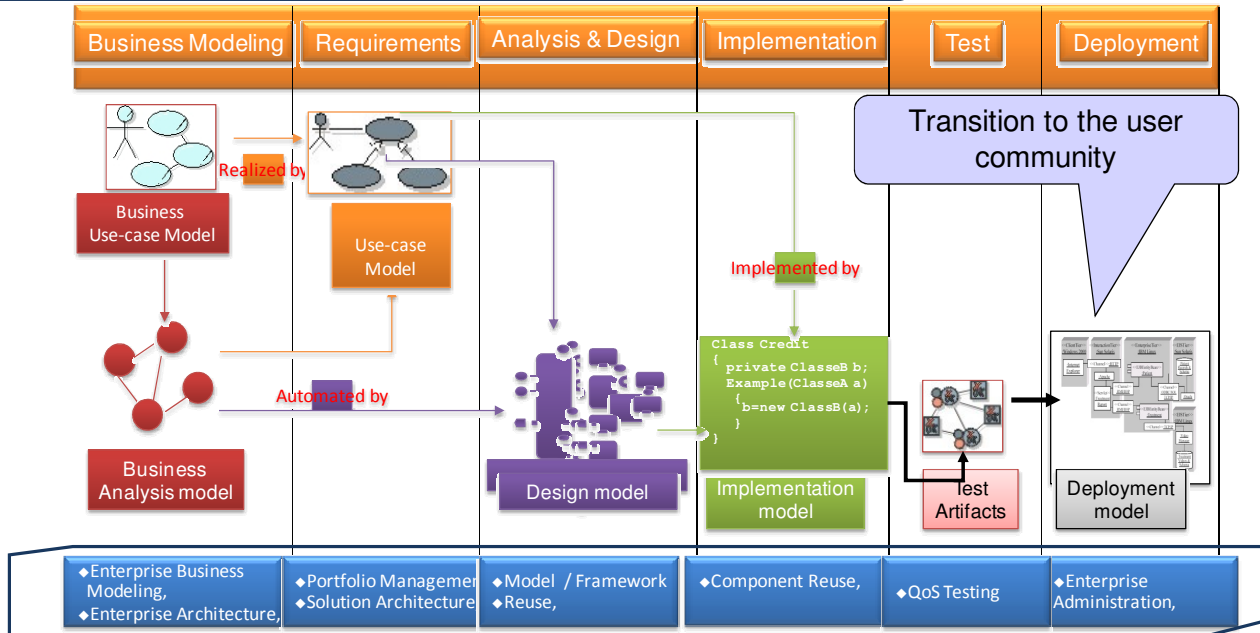 Business Modeling
Requirements
Analysis & Design
Implementation
Test
Deployment
Transition to the user
community
Realized by
Business
Use-case Model
Use-case
Model
Implemented by
Class Credit
{
private ClasseB b;
Example(ClasseA a)
{
b=new ClassB(a);
}
}
Automated by
Business
Analysis model
Design model
Implementation
model
Test
Artifacts
Deployment
model
◆Enterprise Business
Modeling,
◆Enterprise Architecture,
◆Portfolio Managemen
◆Solution Architecture
◆Model / Framework
◆Reuse,
◆Component Reuse,
◆QoS Testing
◆Enterprise
Administration,